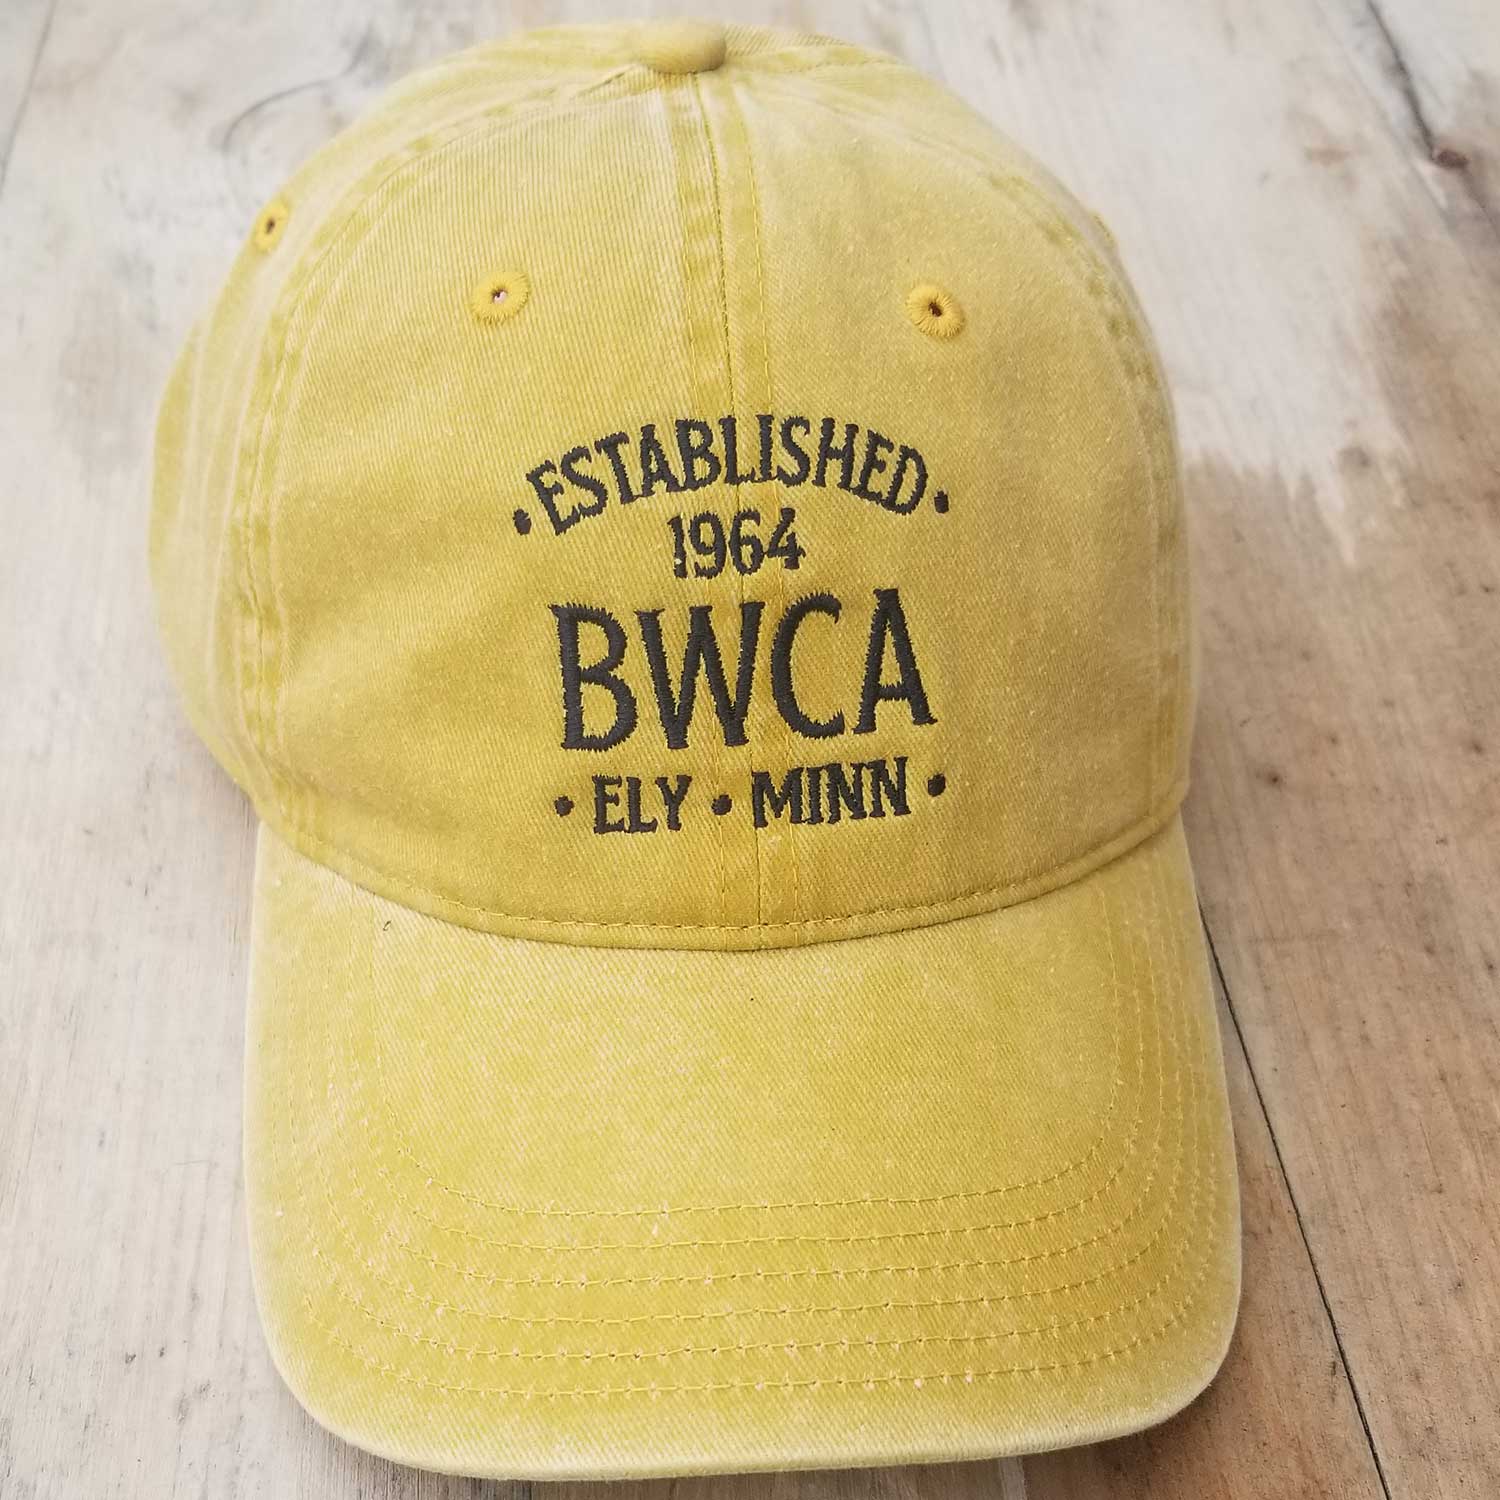 • ESTABLISHED •
1964
BWCA
• ELY • MINN •